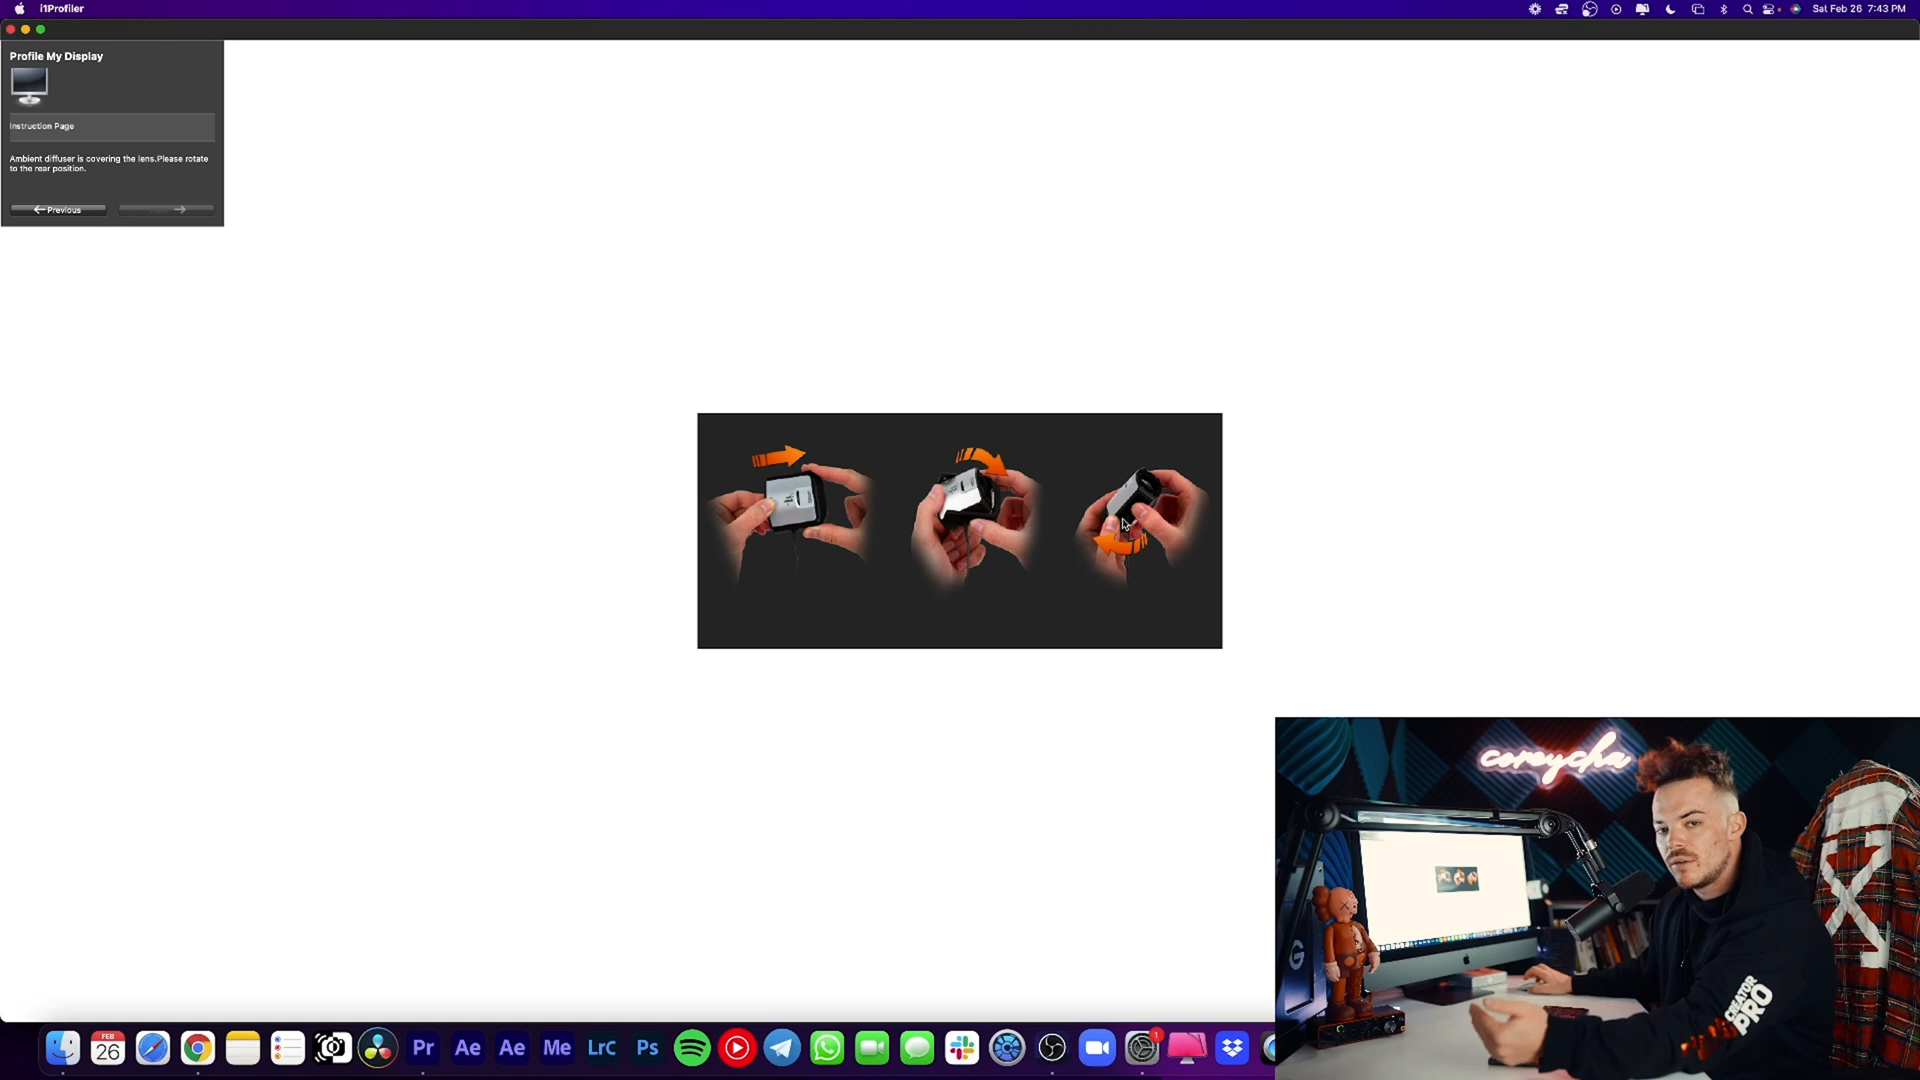 i1Profiler
Sat Feb 26 7:43 PM
Profile My Display
Instruction Page
Ambient diffuser is covering the lens.Please rotate
to the rear position.
Previous
coreycha
FEB
26
Pr
Ae
Ae
Me
LrC
Ps
1
G
CREATOR
PRO